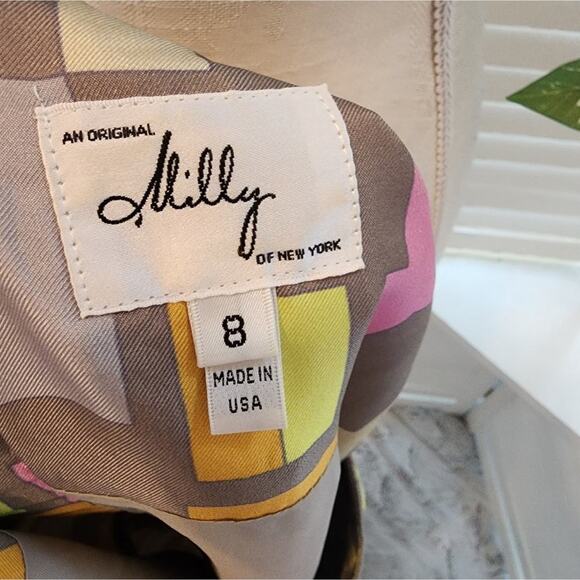 AN ORIGINAL
Milly
OF NEW YORK
8
MADE IN
USA